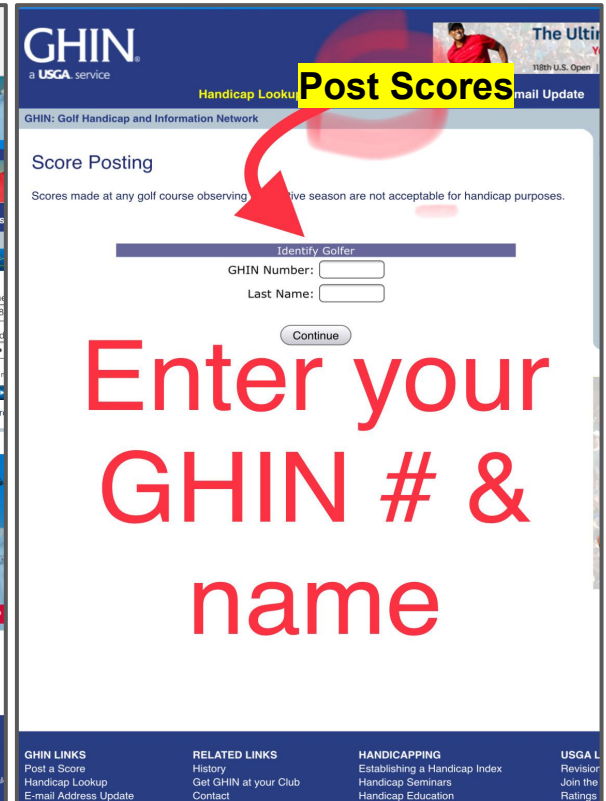 GHIN®
a USGA. service
The Ultir
118th U.S. Open
Handicap Looku
Post Scores
mail Update
GHIN: Golf Handicap and Information Network
Score Posting
Scores made at any golf course observing tive season are not acceptable for handicap purposes.
Identify Golfer
GHIN Number:
Last Name:
Continue
Enter your
GHIN # &
name
GHIN LINKS
Post a Score
Handicap Lookup
E-mail Address Update
RELATED LINKS
History
Get GHIN at your Club
Contact
HANDICAPPING
Establishing a Handicap Index
Handicap Seminars
Handicap Education
USGA L
Revision
Join the
Ratings